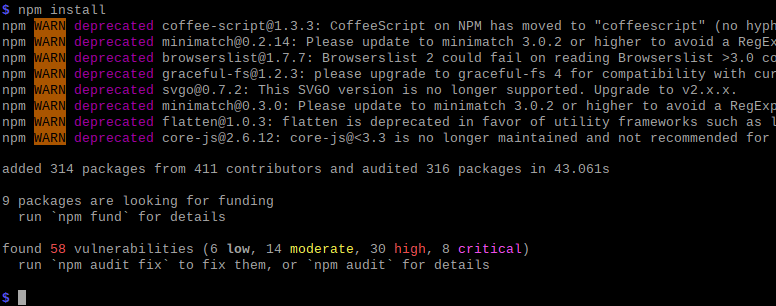 $ npm install
npm WARN deprecated coffee-script@1.3.3: CoffeeScript on NPM has moved to "coffeescript" (no hyph
npm WARN deprecated minimatch@0.2.14: Please update to minimatch 3.0.2 or higher to avoid a RegEx
npm WARN deprecated browserslist@1.7.7: Browserslist 2 could fail on reading Browserslist >3.0 co
npm WARN deprecated graceful-fs@1.2.3: please upgrade to graceful-fs 4 for compatibility with cur
npm WARN deprecated svgo@0.7.2: This SVGO version is no longer supported. Upgrade to v2.x.x.
npm WARN deprecated minimatch@0.3.0: Please update to minimatch 3.0.2 or higher to avoid a RegExp
npm WARN deprecated flatten@1.0.3: flatten is deprecated in favor of utility frameworks such as l
npm WARN deprecated core-js@2.6.12: core-js@<3.3 is no longer maintained and not recommended for
added 314 packages from 411 contributors and audited 316 packages in 43.061s
9 packages are looking for funding
run `npm fund` for details
found 58 vulnerabilities (6 low, 14 moderate, 30 high, 8 critical)
run `npm audit fix` to fix them, or `npm audit` for details
$